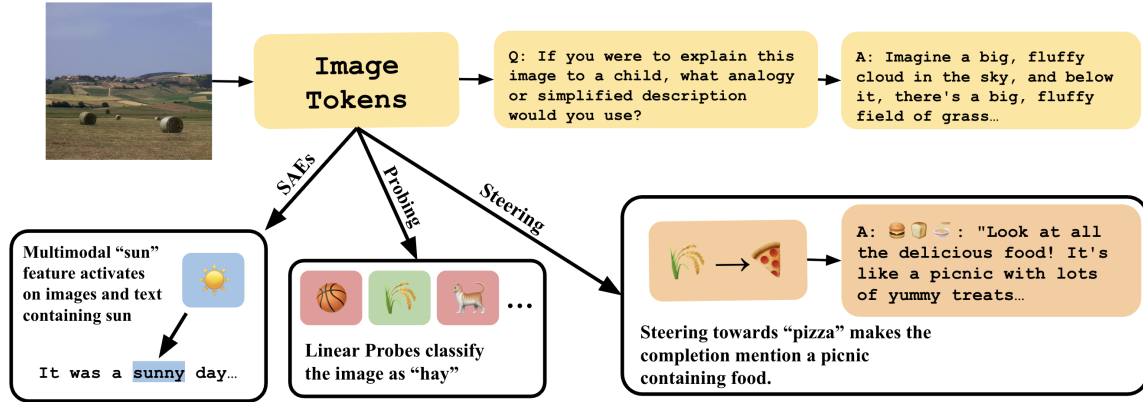 Image
Tokens
Q: If you were to explain this
image to a child, what analogy
or simplified description
would you use?
A: Imagine a big, fluffy
cloud in the sky, and below
it, there's a big, fluffy
field of grass…
SAEs
Probing
Steering
Multimodal “sun”
feature activates
on images and text
containing sun
It was a sunny day…
...
Linear Probes classify
the image as “hay”
A: 🍔🍞🍜: "Look at all
the delicious food! It's
like a picnic with lots
of yummy treats…
Steering towards “pizza” makes the
completion mention a picnic
containing food.